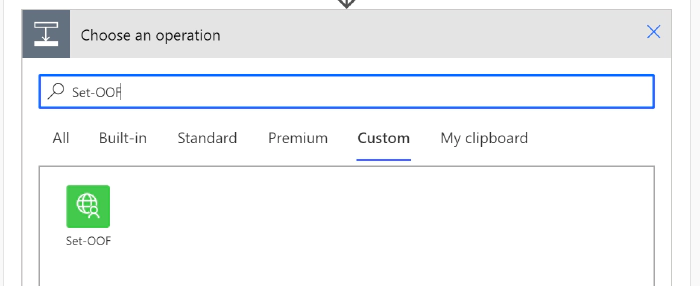 Choose an operation
Set-OOF
All Built-in Standard Premium Custom My clipboard
Set-OOF